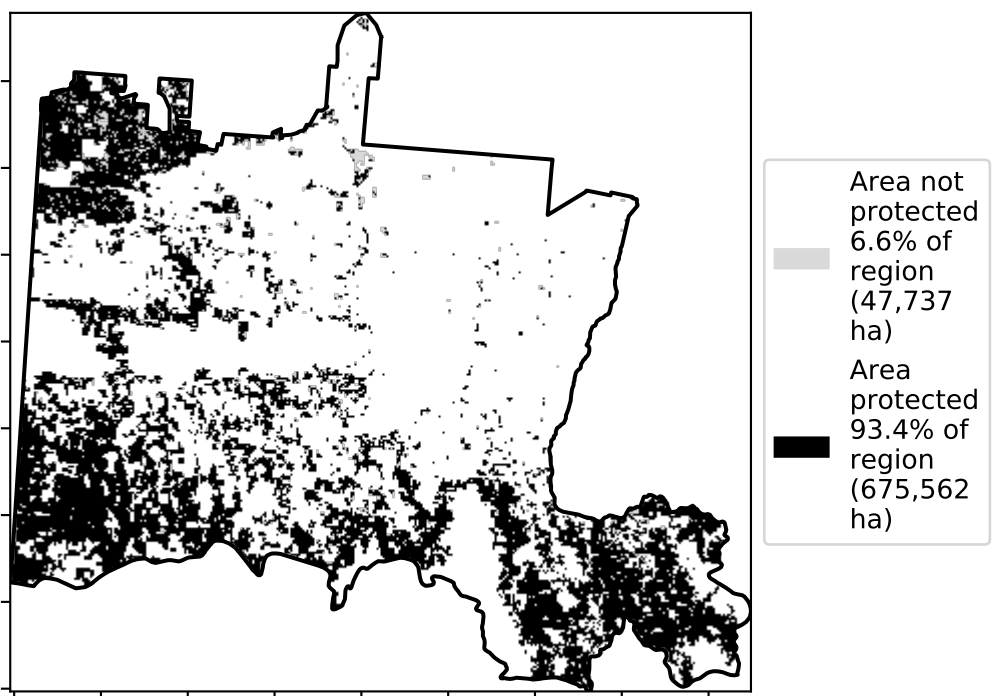 Area not
protected
6.6% of
region
(47,737
ha)
Area
protected
93.4% of
region
(675,562
ha)